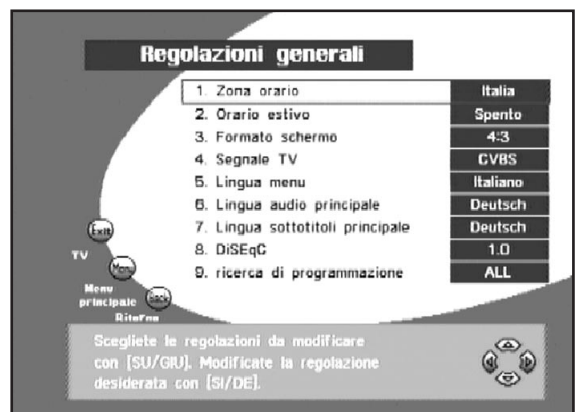 Regolazioni generali
1. Zona orario Italia
2. Orario estivo Spento
3. Formato schermo 4:3
4. Segnale TV CVBS
5. Lingua menu Italiano
6. Lingua audio principale Deutsch
7. Lingua sottotitoli principale Deutsch
8. DiSEqC 1.0
9. ricerca di programmazione ALL
Exit
TV
Menu
Menu
principale
Back
Ritorno
Scegliete le regolazioni da modificare
con [SU/GIU]. Modificate la regolazione
desiderata con [SI/DE].